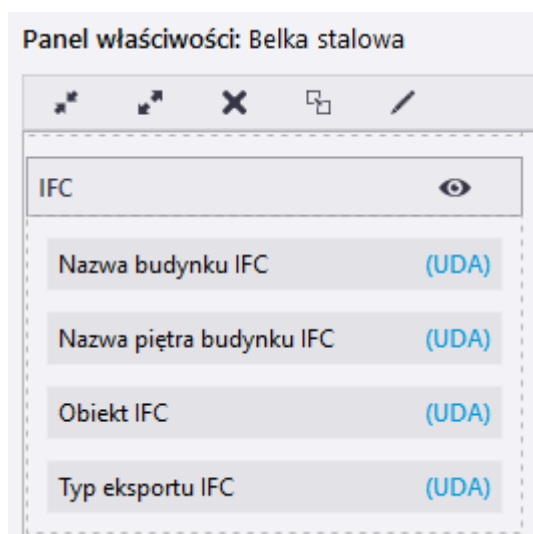 Panel właściwości: Belka stalowa
IFC
Nazwa budynku IFC (UDA)
Nazwa piętra budynku IFC (UDA)
Obiekt IFC (UDA)
Typ eksportu IFC (UDA)